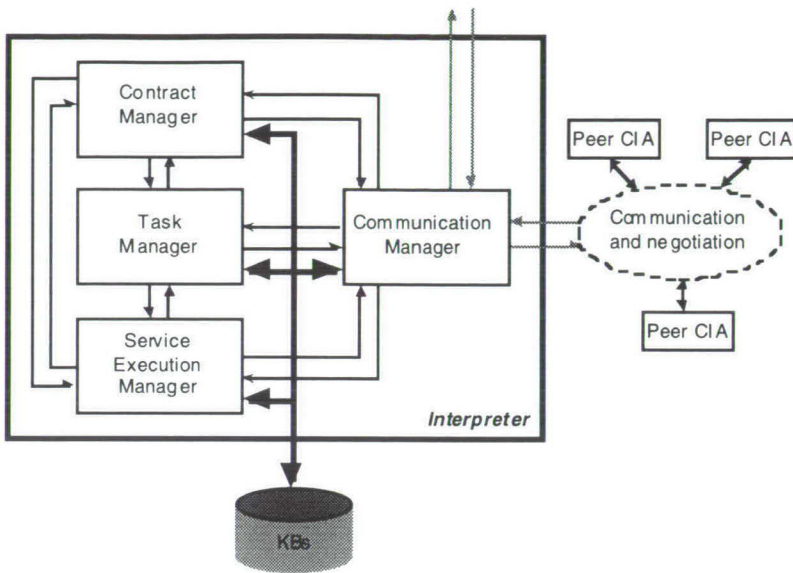 Contract
Manager
Task
Manager
Service
Execution
Manager
Communication
Manager
Interpreter
Peer CIA
Peer CIA
Communication
and negotiation
Peer CIA
KBs